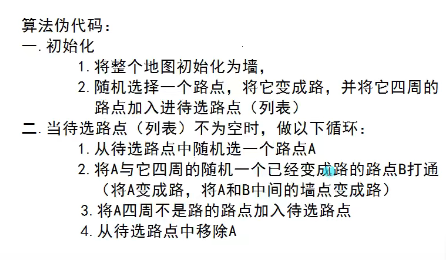 算法伪代码：
一.初始化
1.将整个地图初始化为墙，
2.随机选择一个路点，将它变成路，并将它四周的
路点加入进待选路点（列表）
二.当待选路点（列表）不为空时，做以下循环：
1.从待选路点中随机选一个路点A
2.将A与它四周的随机一个已经变成路的路点B打通
（将A变成路，将A和B中间的墙点变成路）
3.将A四周不是路的路点加入待选路点
4.从待选路点中移除A